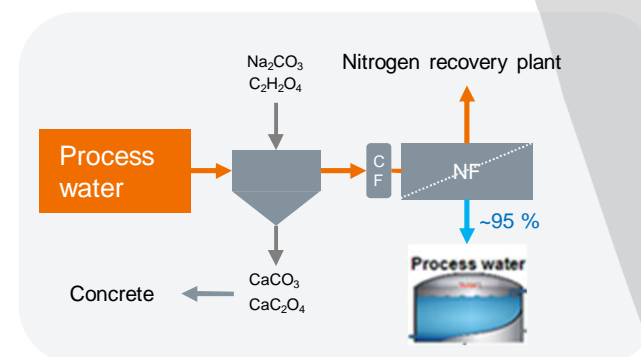 Na₂CO₃
C₂H₂O₄
Nitrogen recovery plant
Process
water
C
F
NF
~95 %
Process water
CaCO₃
CaC₂O₄
Concrete